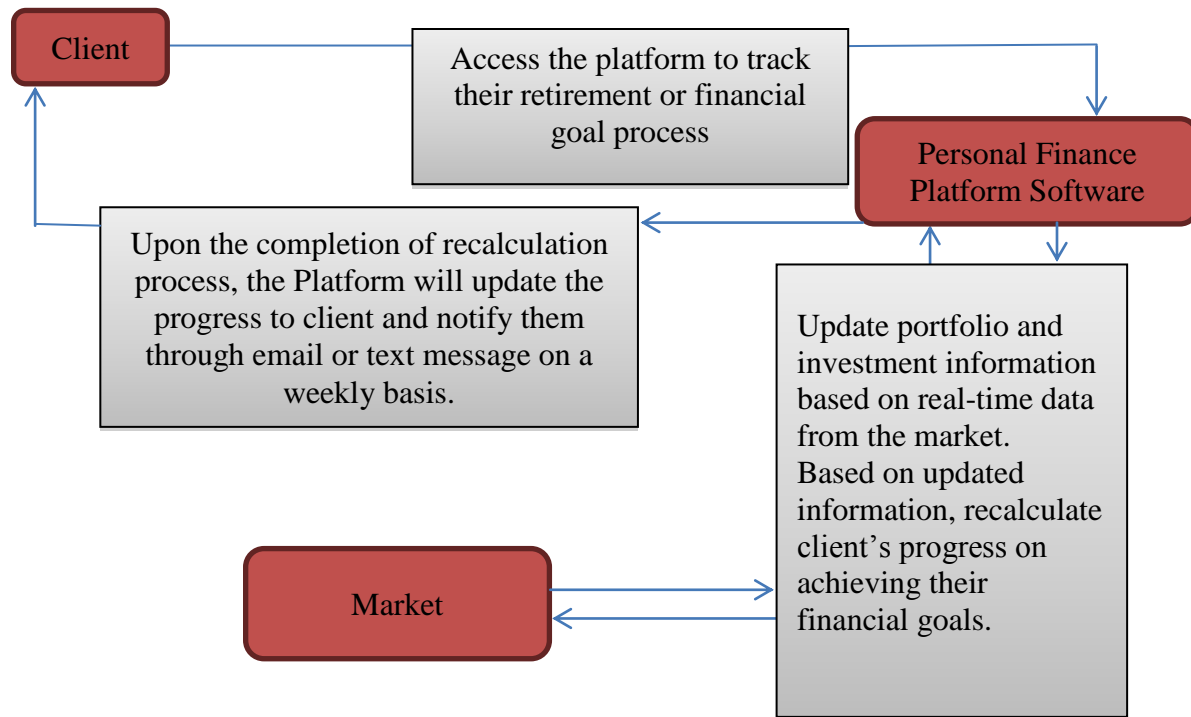 Client
Access the platform to track
their retirement or financial
goal process
Personal Finance
Platform Software
Upon the completion of recalculation
process, the Platform will update the
progress to client and notify them
through email or text message on a
weekly basis.
Update portfolio and
investment information
based on real-time data
from the market.
Based on updated
information, recalculate
client’s progress on
achieving their
financial goals.
Market